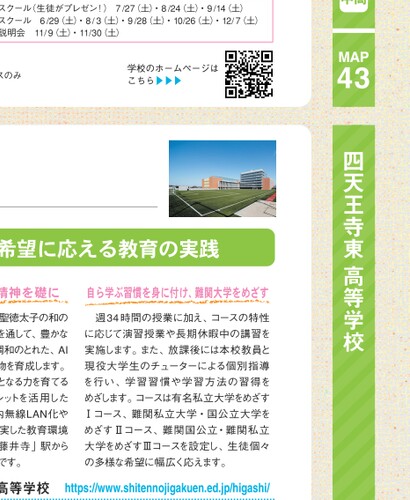 スクール(生徒がプレゼン!) 7/27(土)・8/24(土)・9/14(土)
スクール 6/29(土)・8/3(土)・9/28(土)・10/26(土)・12/7(土)
説明会 11/9(土)・11/30(土)
スのみ
学校のホームページは
こちら▶▶▶
MAP
43
四天王寺東 高等学校
希望に応える教育の実践
精神を礎に
聖徳太子の和の
を通して、豊かな
調和のとれた、AI
物を育成します。
となる力を育てる
レットを活用した
内無線LAN化や
実した教育環境
藤井寺」駅から
です。
自ら学ぶ習慣を身に付け、難関大学をめざす
週34時間の授業に加え、コースの特性
に応じて演習授業や長期休暇中の講習を
実施します。また、放課後には本校教員と
現役大学生のチューターによる個別指導
を行い、学習習慣や学習方法の習得を
めざします。コースは有名私立大学をめざす
Ⅰコース、難関私立大学・国公立大学を
めざすⅡコース、難関国公立・難関私立
大学をめざすⅢコースを設定し、生徒個々
の多様な希望に幅広く応えます。
高等学校 https://www.shitennojigakuen.ed.jp/higashi/